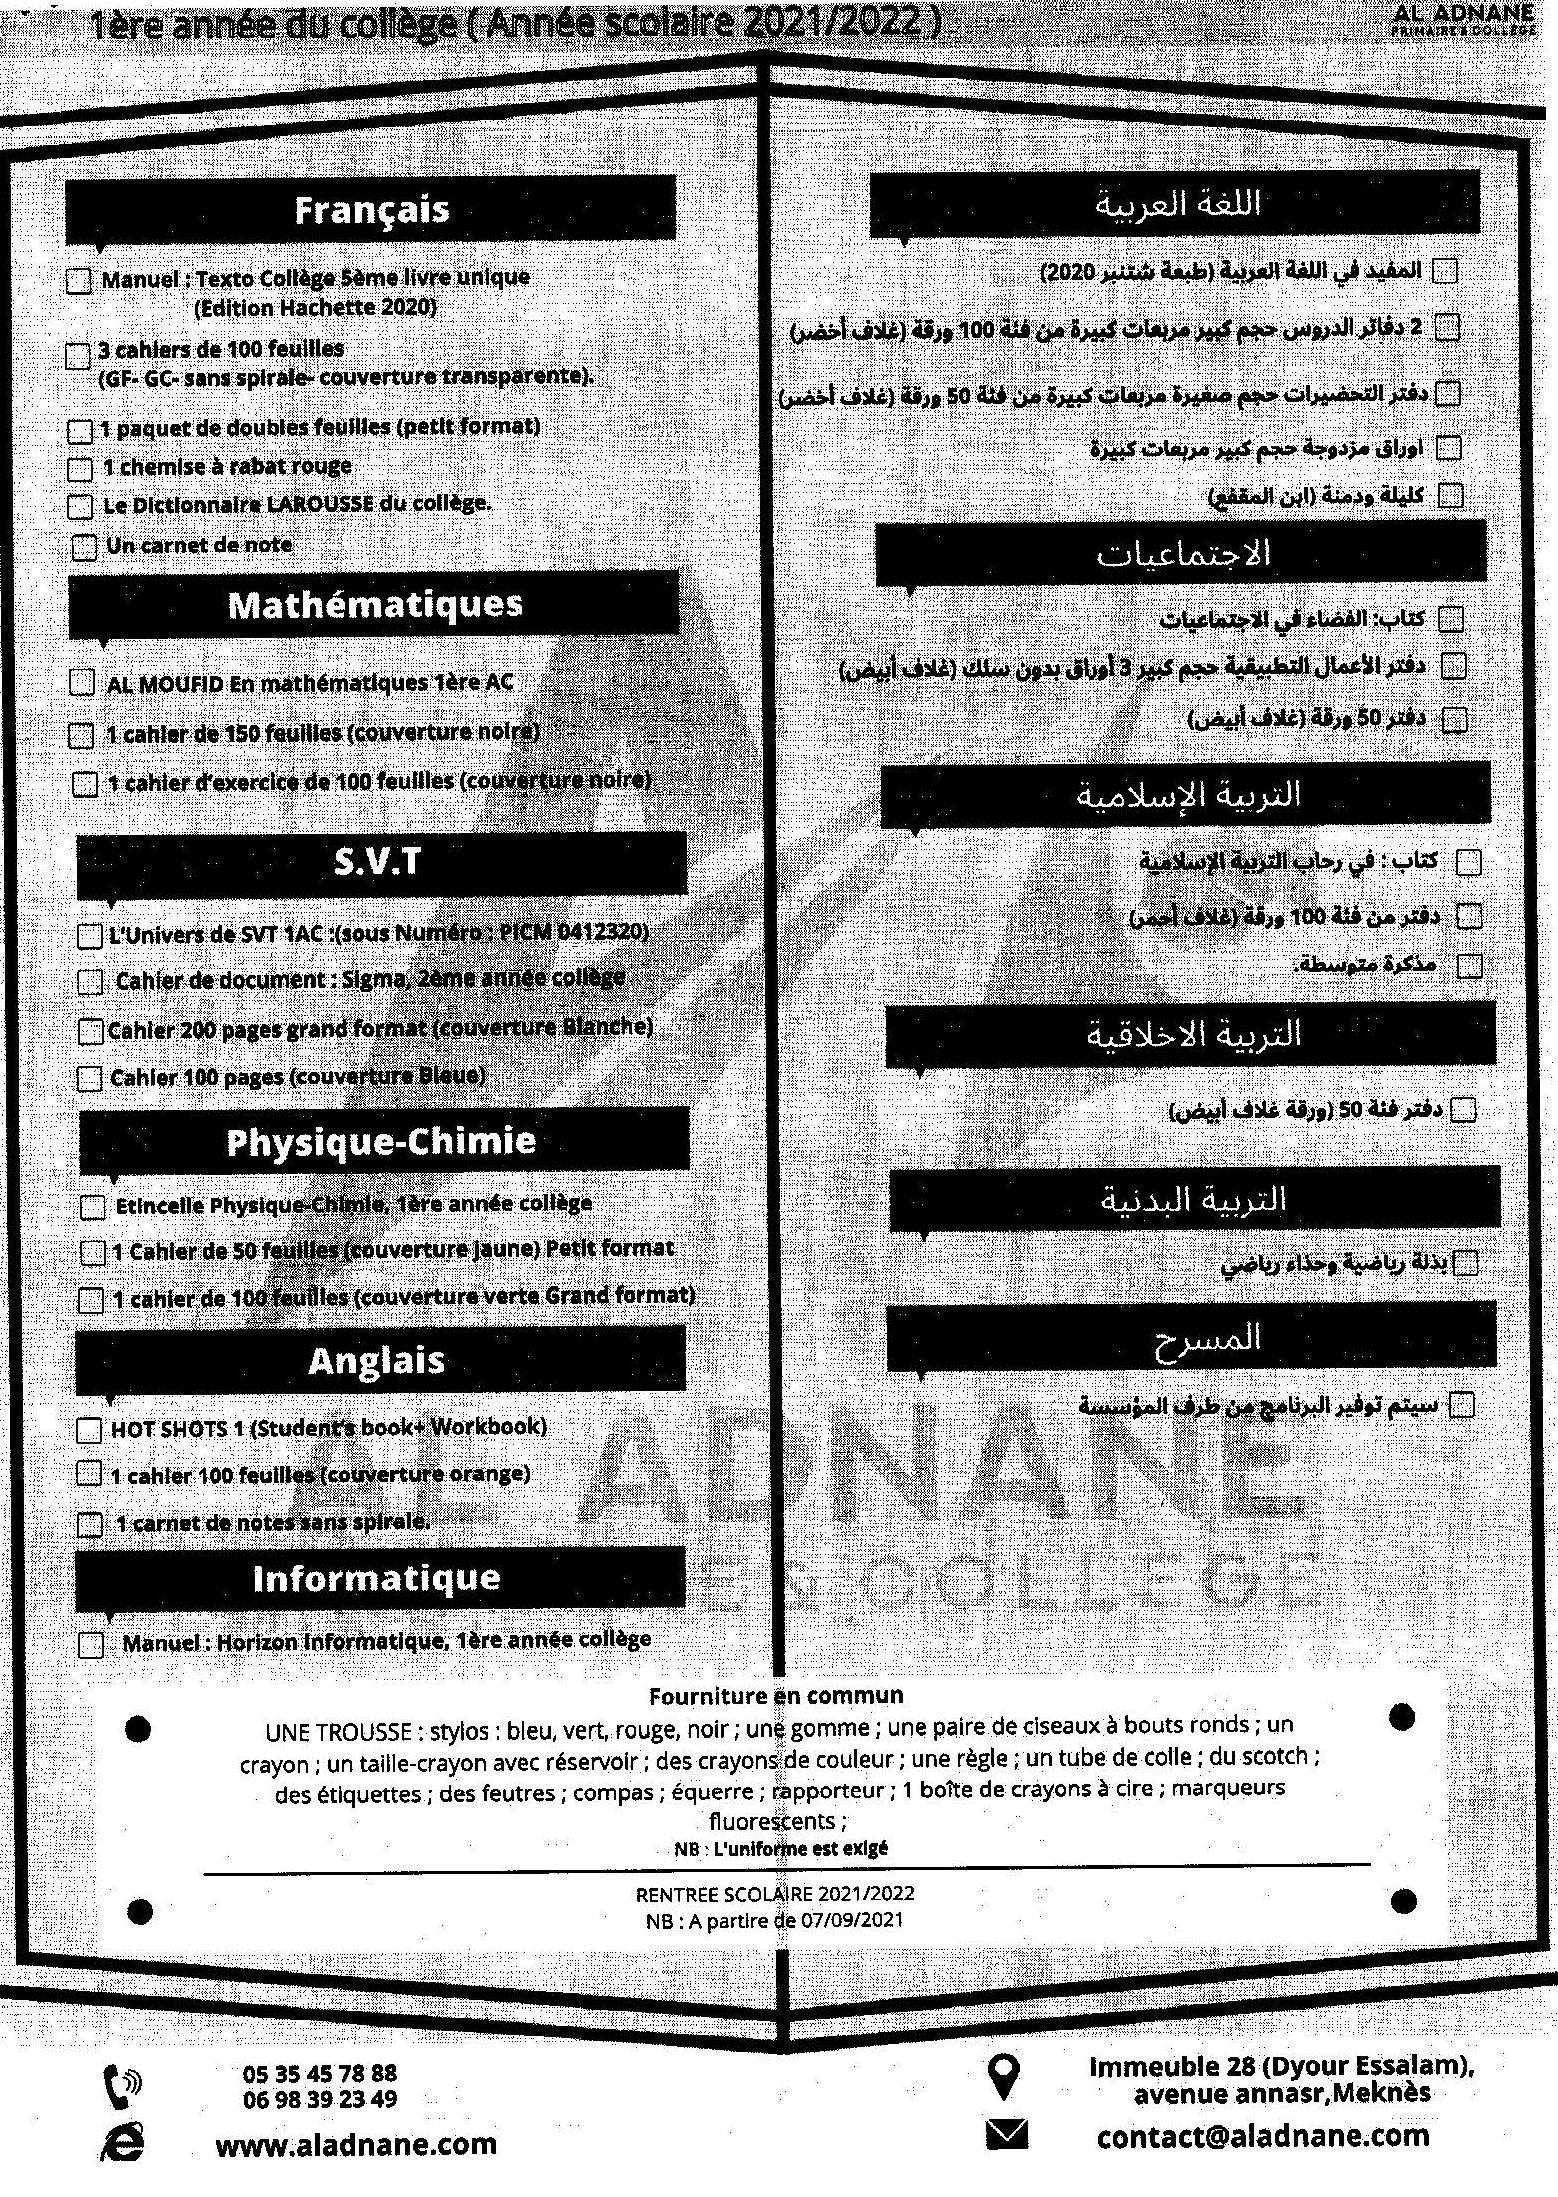 1ère année du collège ( Année scolaire 2021/2022 )
AL ADNANE
PRIMAIRE & COLLEGE
Français
Manuel : Texto Collège 5ème livre unique
(Edition Hachette 2020)
3 cahiers de 100 feuilles
(GF- GC- sans spirale- couverture transparente).
1 paquet de doubles feuilles (petit format)
1 chemise à rabat rouge
Le Dictionnaire LAROUSSE du collège.
Un carnet de note
Mathématiques
AL MOUFID En mathématiques 1ère AC
1 cahier de 150 feuilles (couverture noire)
1 cahier d'exercice de 100 feuilles (couverture noire)
S.V.T
L'Univers de SVT 1AC :(sous Numéro : PICM 0412320)
Cahier de document : Sigma, 2ème année collège
Cahier 200 pages grand format (couverture Blanche)
Cahier 100 pages (couverture Bleue)
Physique-Chimie
Etincelle Physique-Chimie, 1ère année collège
1 Cahier de 50 feuilles (couverture jaune) Petit format
1 cahier de 100 feuilles (couverture verte Grand format)
Anglais
HOT SHOTS 1 (Student's book+ Workbook)
1 cahier 100 feuilles (couverture orange)
1 carnet de notes sans spirale.
Informatique
Manuel : Horizon Informatique, 1ère année collège
اللغة العربية
المفيد في اللغة العربية (طبعة شتنبر 2020)
2 دفاتر الدروس حجم كبير مربعات كبيرة من فئة 100 ورقة (غلاف أخضر)
دفتر التحضيرات حجم صغيرة مربعات كبيرة من فئة 50 ورقة (غلاف أخضر)
اوراق مزدوجة حجم كبير مربعات كبيرة
كليلة ودمنة (ابن المقفع)
الاجتماعيات
كتاب: الفضاء في الاجتماعيات
دفتر الأعمال التطبيقية حجم كبير 3 أوراق بدون سلك (غلاف أبيض)
دفتر 50 ورقة (غلاف أبيض)
التربية الإسلامية
كتاب : في رحاب التربية الإسلامية
دفتر من فئة 100 ورقة (غلاف أحمر)
مذكرة متوسطة.
التربية الاخلاقية
دفتر فئة 50 (ورقة غلاف أبيض)
التربية البدنية
بذلة رياضية وحذاء رياضي
المسرح
سيتم توفير البرنامج من طرف المؤسسة
AL ADNANE
E & COLLEGE
Fourniture en commun
UNE TROUSSE : stylos : bleu, vert, rouge, noir ; une gomme ; une paire de ciseaux à bouts ronds ; un
crayon ; un taille-crayon avec réservoir ; des crayons de couleur ; une règle ; un tube de colle ; du scotch ;
des étiquettes ; des feutres ; compas ; équerre ; rapporteur ; 1 boîte de crayons à cire ; marqueurs
fluorescents ;
NB : L'uniforme est exigé
RENTREE SCOLAIRE 2021/2022
NB : A partire de 07/09/2021
05 35 45 78 88
06 98 39 23 49
www.aladnane.com
Immeuble 28 (Dyour Essalam),
avenue annasr,Meknès
contact@aladnane.com